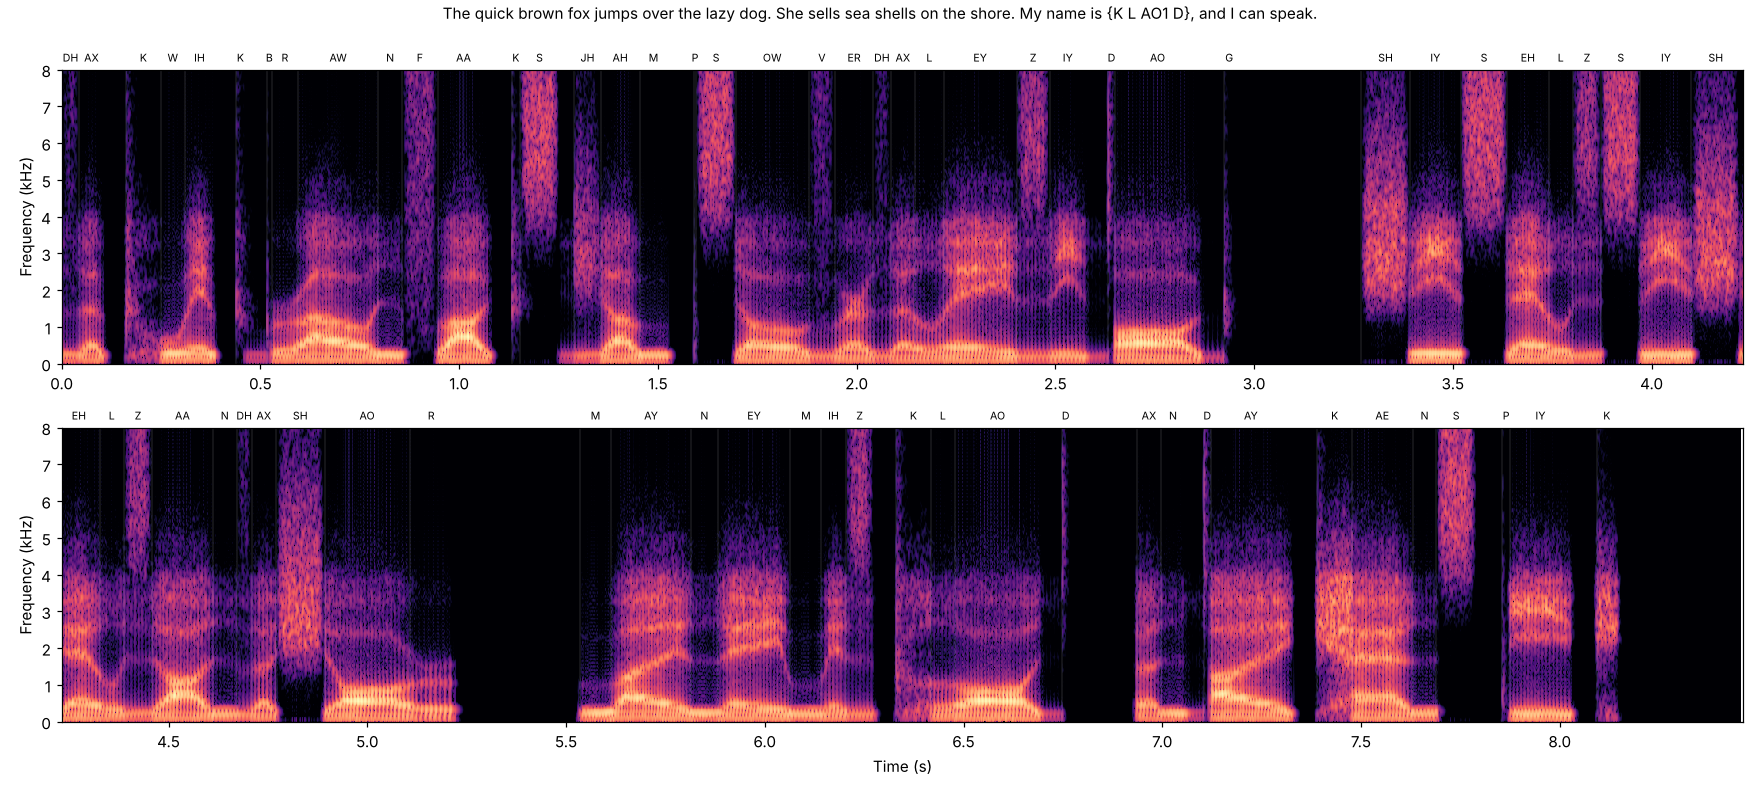 The quick brown fox jumps over the lazy dog. She sells sea shells on the shore. My name is {K L AO1 D}, and I can speak.
DH AX K W IH K B R AW N F AA K S JH AH M P S OW V ER DH AX L EY Z IY D AO G SH IY S EH L Z S IY SH
8
7
6
5
4
3
2
1
0
Frequency (kHz)
0.0 0.5 1.0 1.5 2.0 2.5 3.0 3.5 4.0
EH L Z AA N DH AX SH AO R M AY N EY M IH Z K L AO D AX N D AY K AE N S P IY K
8
7
6
5
4
3
2
1
0
Frequency (kHz)
4.5 5.0 5.5 6.0 6.5 7.0 7.5 8.0
Time (s)